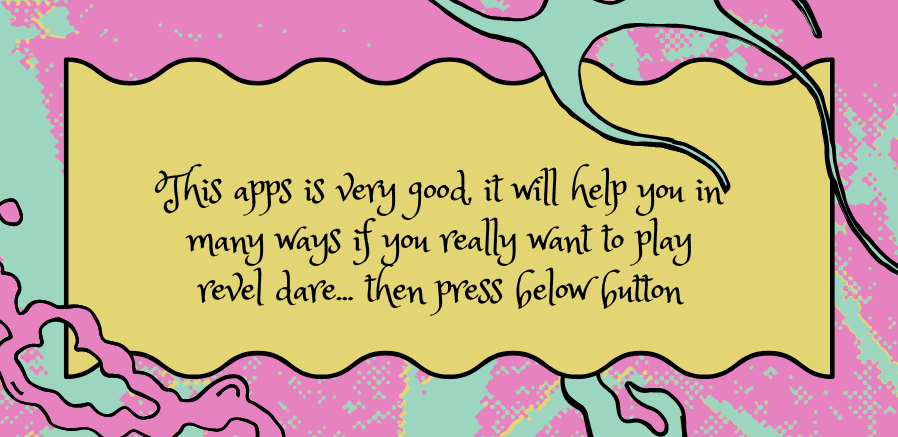 This apps is very good, it will help you in
many ways if you really want to play
revel dare... then press below button